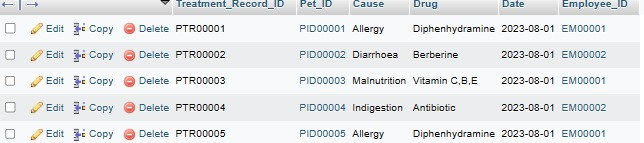 Treatment_Record_ID Pet_ID Cause Drug Date Employee_ID
Edit Copy Delete PTR00001 PID00001 Allergy Diphenhydramine 2023-08-01 EM00001
Edit Copy Delete PTR00002 PID00002 Diarrhoea Berberine 2023-08-01 EM00002
Edit Copy Delete PTR00003 PID00003 Malnutrition Vitamin C,B,E 2023-08-01 EM00001
Edit Copy Delete PTR00004 PID00004 Indigestion Antibiotic 2023-08-01 EM00002
Edit Copy Delete PTR00005 PID00005 Allergy Diphenhydramine 2023-08-01 EM00001